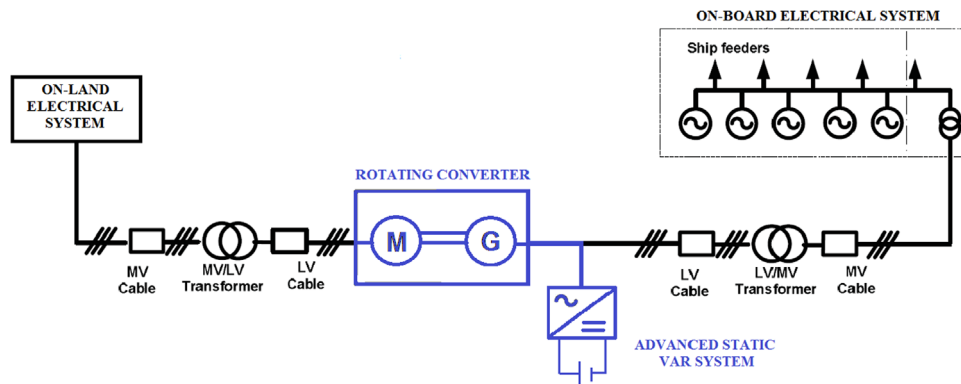 ON-BOARD ELECTRICAL SYSTEM
Ship feeders
ON-LAND
ELECTRICAL
SYSTEM
ROTATING CONVERTER
M
G
MV
Cable
MV/LV
Transformer
LV
Cable
LV
Cable
LV/MV
Transformer
MV
Cable
ADVANCED STATIC
VAR SYSTEM